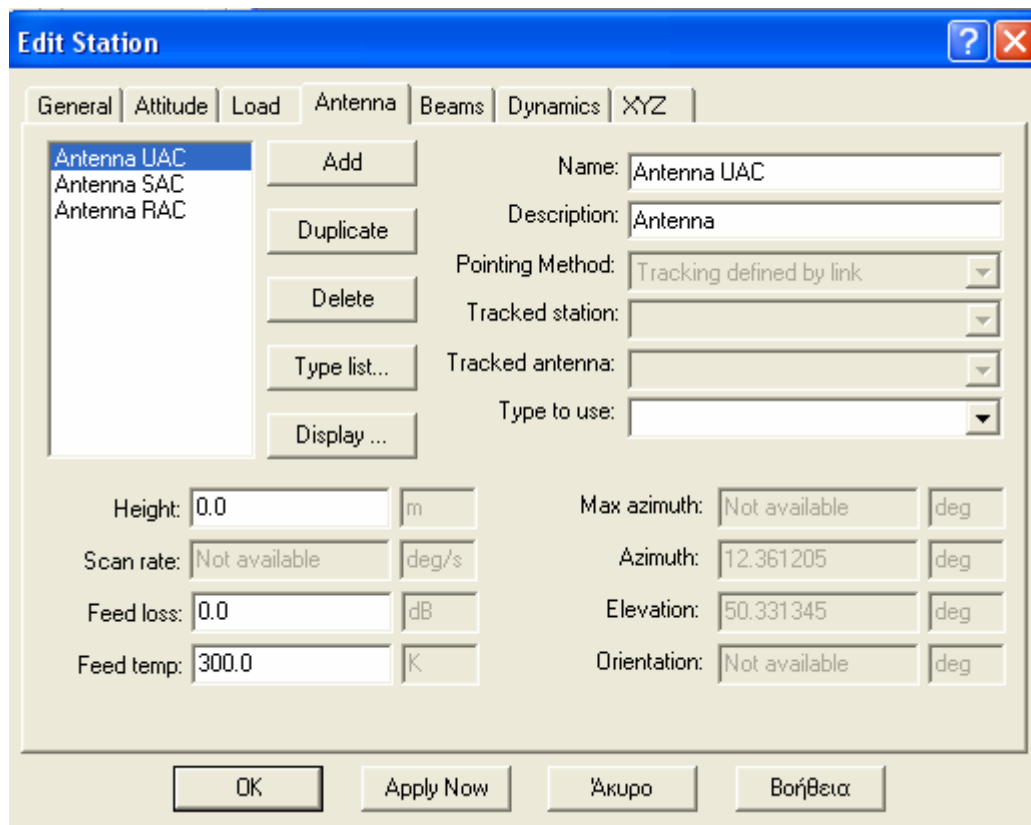 Edit Station
General Attitude Load Antenna Beams Dynamics XYZ
Antenna UAC
Antenna SAC
Antenna RAC
Add
Duplicate
Delete
Type list...
Display ...
Name: Antenna UAC
Description: Antenna
Pointing Method: Tracking defined by link
Tracked station:
Tracked antenna:
Type to use:
Height: 0.0 m
Scan rate: Not available deg/s
Feed loss: 0.0 dB
Feed temp: 300.0 K
Max azimuth: Not available deg
Azimuth: 12.361205 deg
Elevation: 50.331345 deg
Orientation: Not available deg
OK Apply Now Άκυρο Βοήθεια